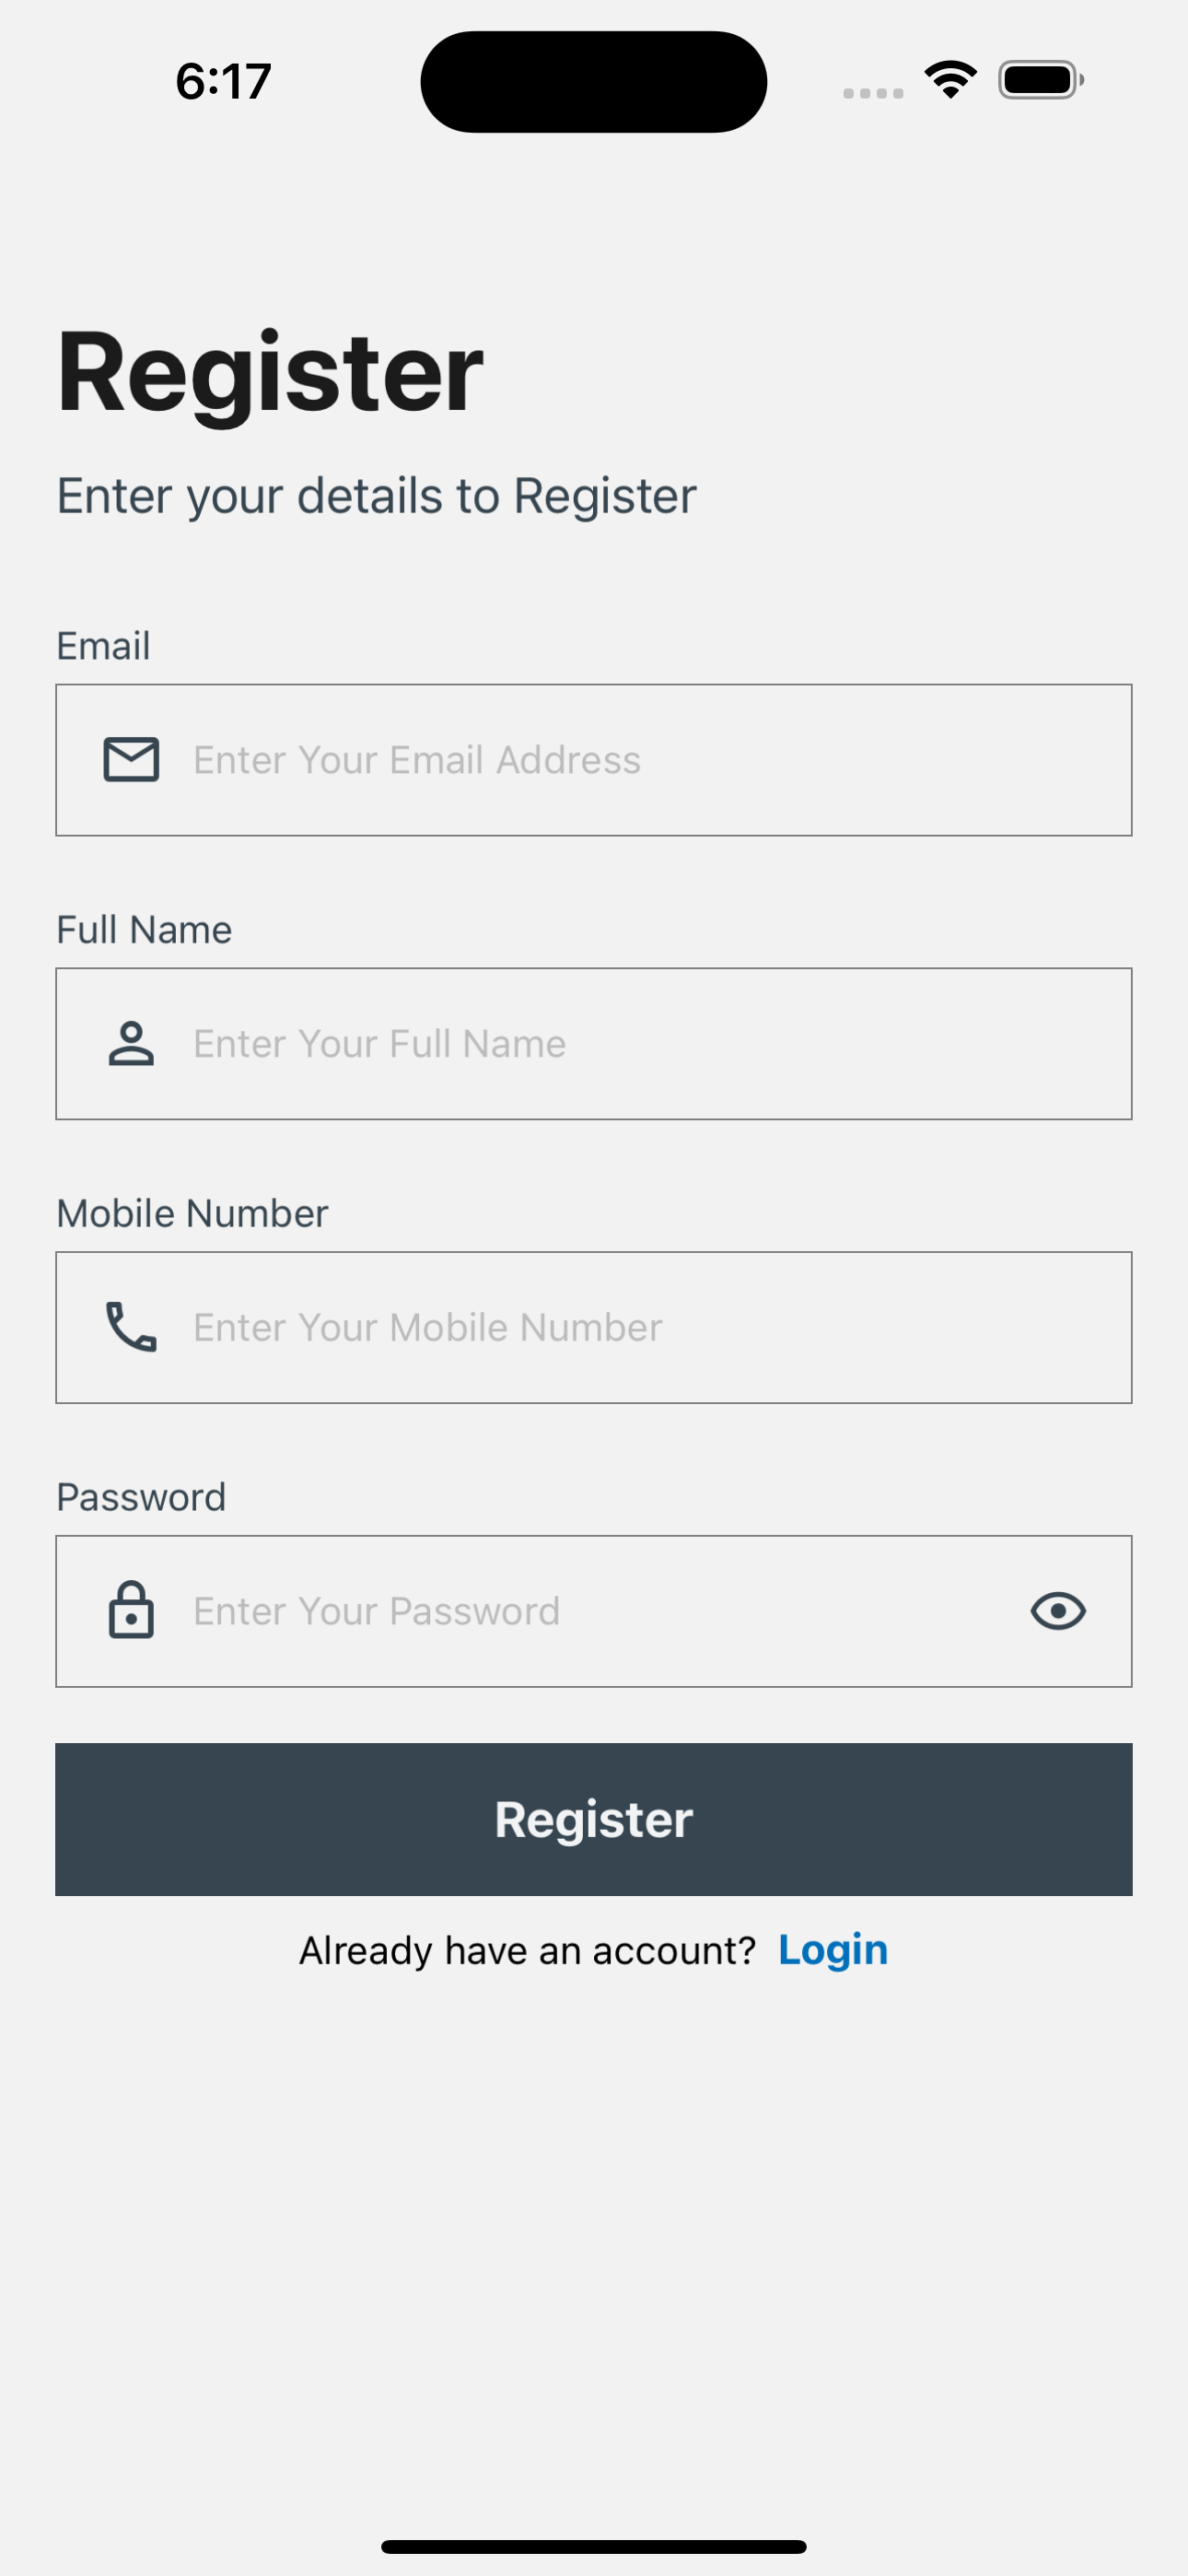 6:17
Register
Enter your details to Register
Email
Enter Your Email Address
Full Name
Enter Your Full Name
Mobile Number
Enter Your Mobile Number
Password
Enter Your Password
Register
Already have an account? Login